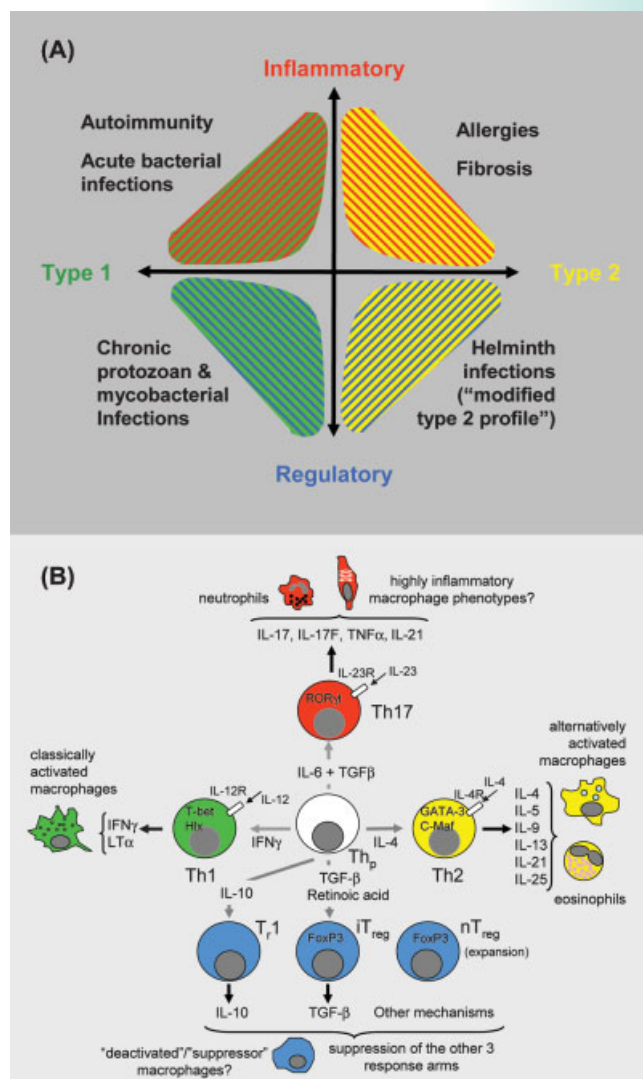 (A)
Inflammatory
Autoimmunity
Acute bacterial
infections
Allergies
Fibrosis
Type 1
Type 2
Chronic
protozoan &
mycobacterial
Infections
Helminth
infections
("modified
type 2 profile")
Regulatory
(B)
neutrophils
highly inflammatory
macrophage phenotypes?
IL-17, IL-17F, TNFα, IL-21
IL-23R
IL-23
RORγt
Th17
IL-6 + TGFβ
classically
activated
macrophages
IFNγ
LTα
IL-12R
IL-12
T-bet
Hlx
Th1
IFNγ
Thp
IL-4
IL-4R
IL-4
GATA-3
C-Maf
Th2
IL-4
IL-5
IL-9
IL-13
IL-21
IL-25
alternatively
activated
macrophages
eosinophils
IL-10
TGF-β
Retinoic acid
Tr1
FoxP3
iTreg
FoxP3
nTreg
(expansion)
IL-10
TGF-β
Other mechanisms
"deactivated"/"suppressor"
macrophages?
suppression of the other 3
response arms